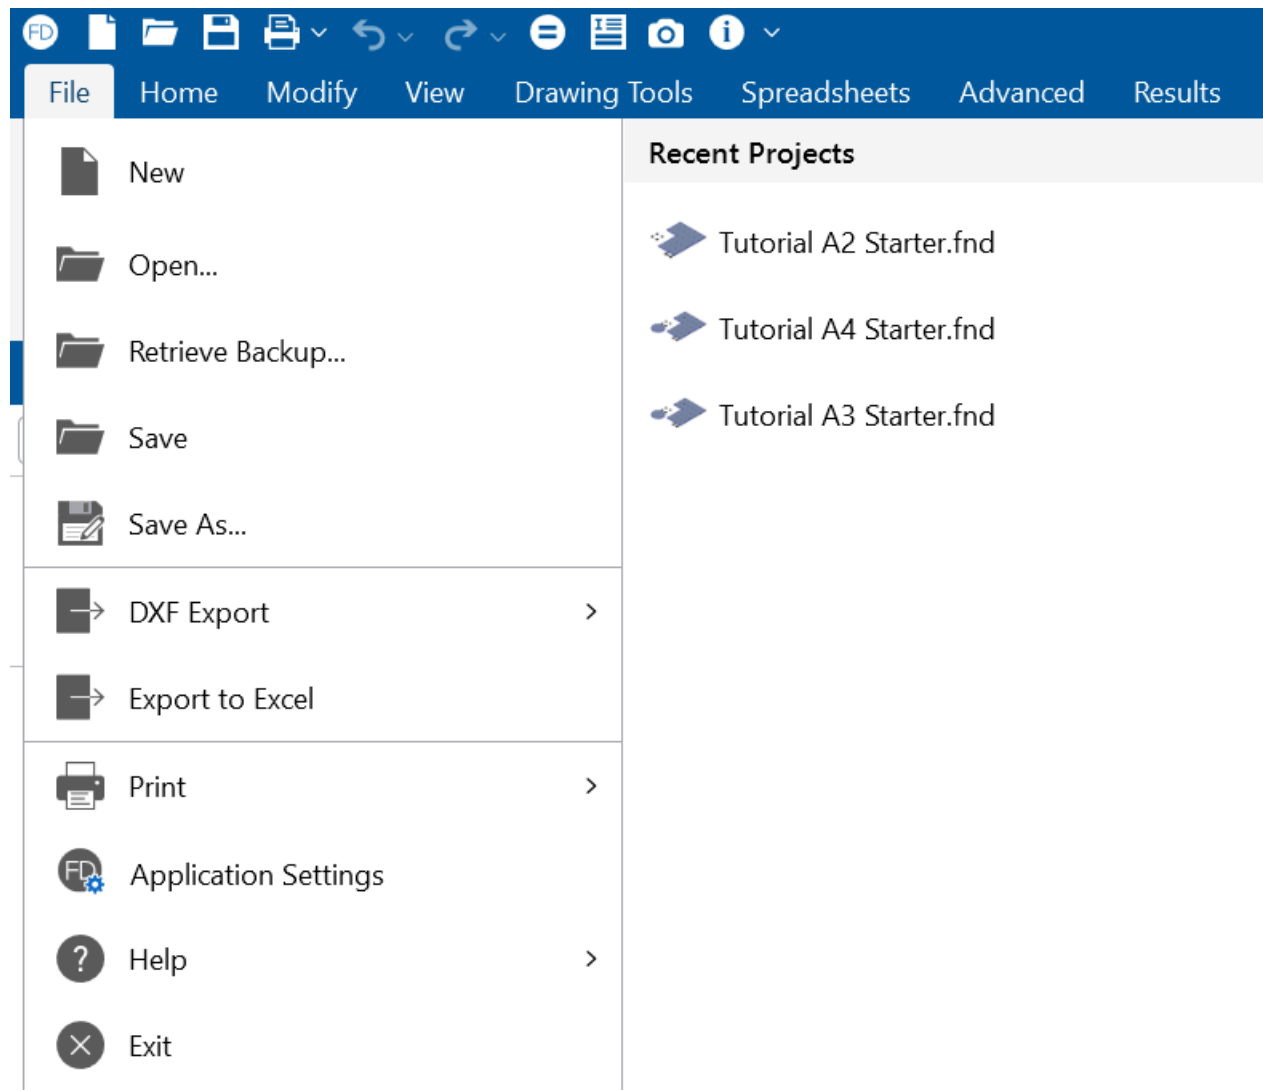 FD
File Home Modify View Drawing Tools Spreadsheets Advanced Results
New
Open...
Retrieve Backup...
Save
Save As...
DXF Export
Export to Excel
Print
FD
Application Settings
Help
Exit
Recent Projects
Tutorial A2 Starter.fnd
Tutorial A4 Starter.fnd
Tutorial A3 Starter.fnd